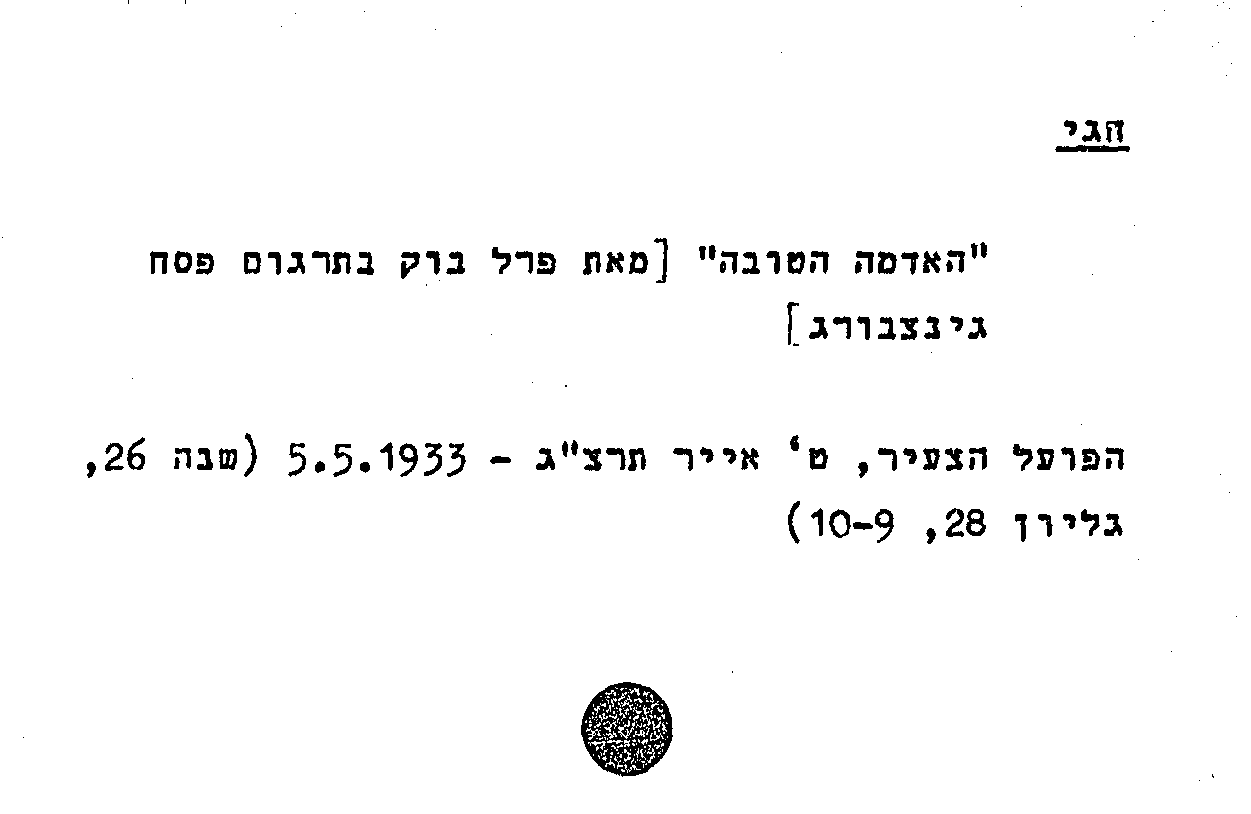 חגי
"האדמה הטובה" [מאת פרל בוק בתרגום פסח
גינצבורג]
הפועל הצעיר, ט' אייר תרצ"ג - 5.5.1933 (שנה 26,
גליון 28, 9-10)